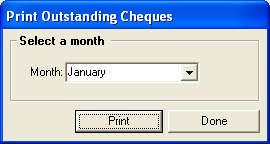 Print Outstanding Cheques
Select a month
Month: January
Print Done